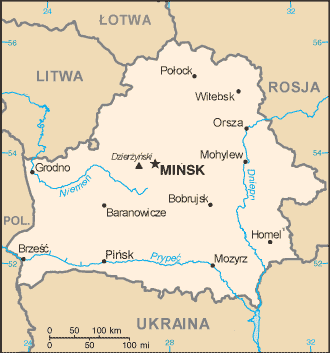 24
28
32
ŁOTWA
56
56
Połock
LITWA
Witebsk
ROSJA
Orsza
54
54
Dzierżyński
MIŃSK
Mohylew
Grodno
Niemen
Dniepr
Bobrujsk
Baranowicze
POL.
Homel'
Brześć
Pińsk
Prypeć
Mozyrz
52
52
0 50 100 km
0 50 100 mi
UKRAINA
24
28
32